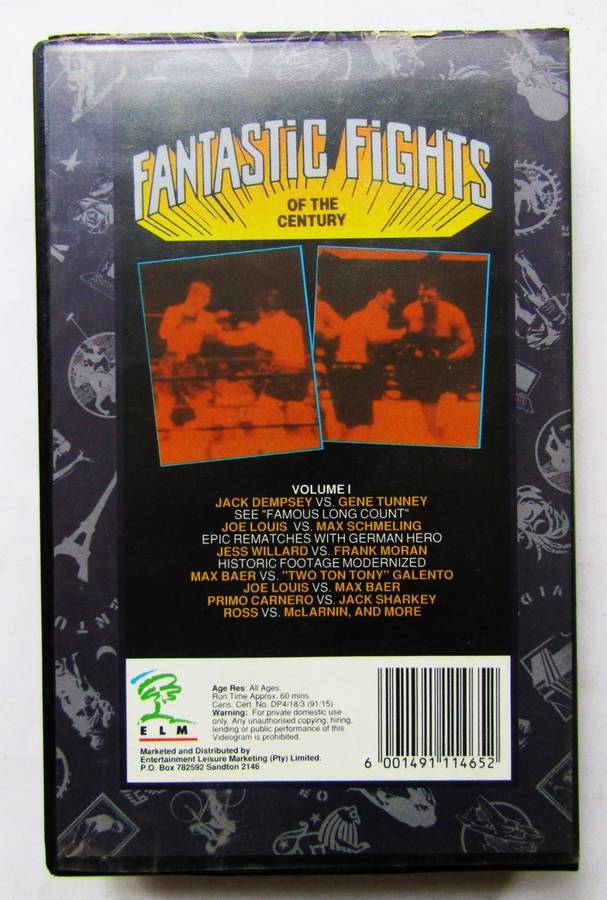 FANTASTiC FiGHTS
OF THE
CENTURY
VOLUME I
JACK DEMPSEY VS. GENE TUNNEY
SEE "FAMOUS LONG COUNT"
JOE LOUIS VS. MAX SCHMELING
EPIC REMATCHES WITH GERMAN HERO
JESS WILLARD VS. FRANK MORAN
HISTORIC FOOTAGE MODERNIZED
MAX BAER VS. "TWO TON TONY" GALENTO
JOE LOUIS VS. MAX BAER
PRIMO CARNERO VS. JACK SHARKEY
ROSS VS. McLARNIN, AND MORE
ELM
Age Res: All Ages.
Run Time Approx. 60 mins.
Cens. Cert. No. DP4/18/3 (91/15)
Warning: For private domestic use
only. Any unauthorised copying, hiring,
lending or public performance of this
Videogram is prohibited.
Marketed and Distributed by
Entertainment Leisure Marketing (Pty) Limited.
P.O. Box 782592 Sandton 2146
6 001491 114652